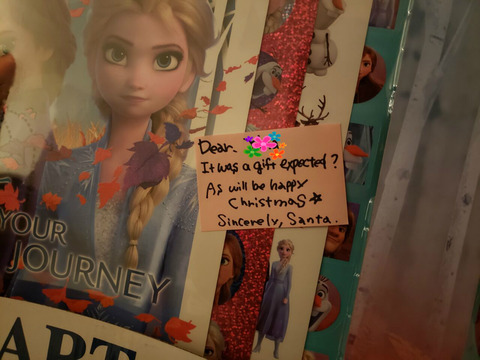 Dear.
It was a gift expected?
As will be happy
Christmas☆
Sincerely, Santa.
YOUR
JOURNEY
ART